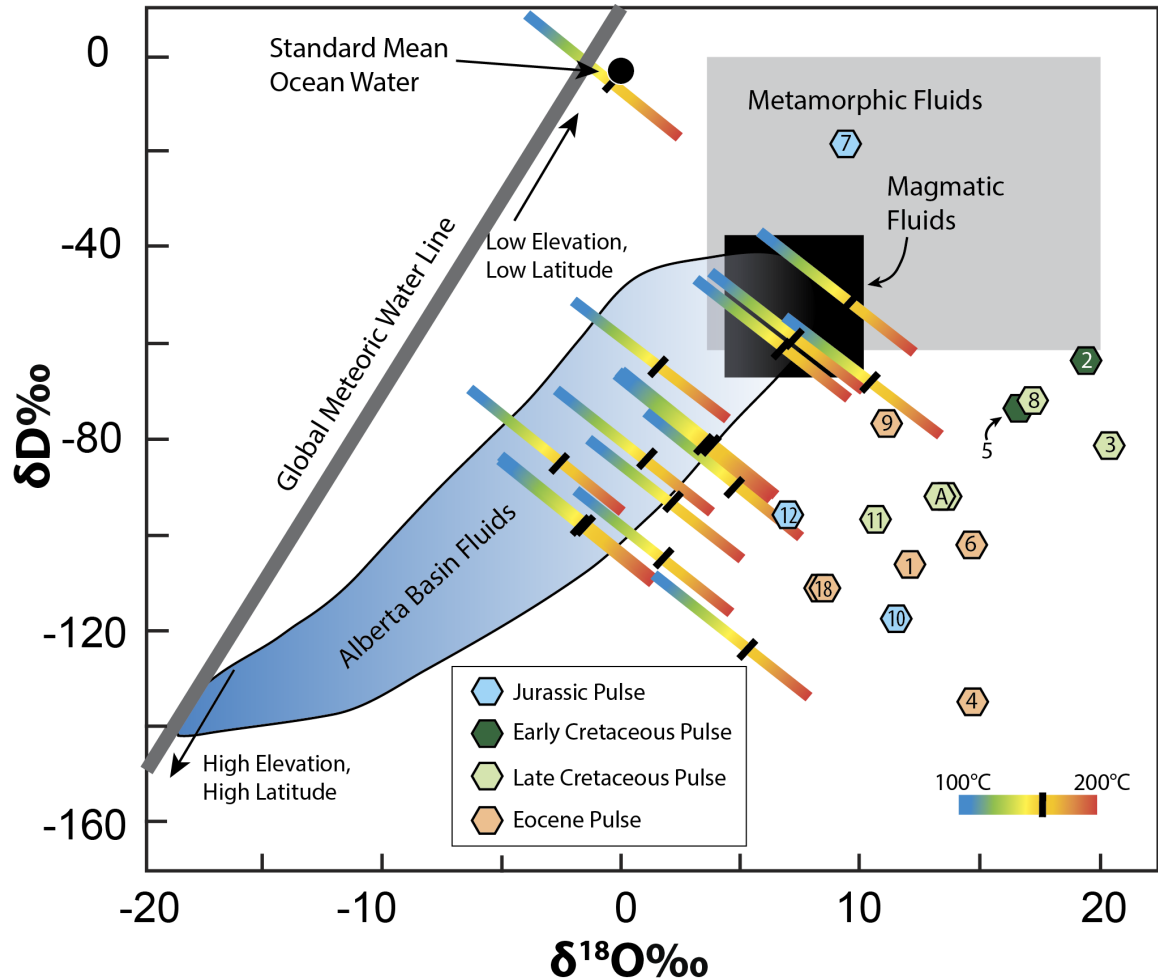 0
-40
-80
-120
-160
δD‰
-20
-10
0
10
20
δ¹⁸O‰
Standard Mean
Ocean Water
Global Meteoric Water Line
Low Elevation,
Low Latitude
High Elevation,
High Latitude
Alberta Basin Fluids
Metamorphic Fluids
Magmatic
Fluids
7
2
8
5
3
9
A
12
11
6
1
18
10
4
Jurassic Pulse
Early Cretaceous Pulse
Late Cretaceous Pulse
Eocene Pulse
100°C
200°C